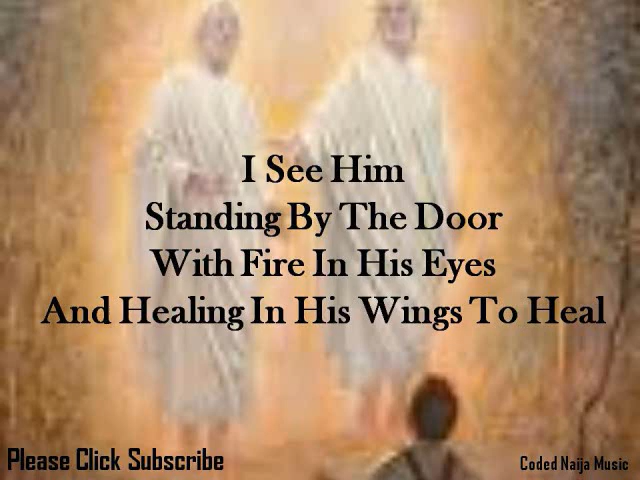 I See Him
Standing By The Door
With Fire In His Eyes
And Healing In His Wings To Heal
Please Click Subscribe
Coded Naija Music